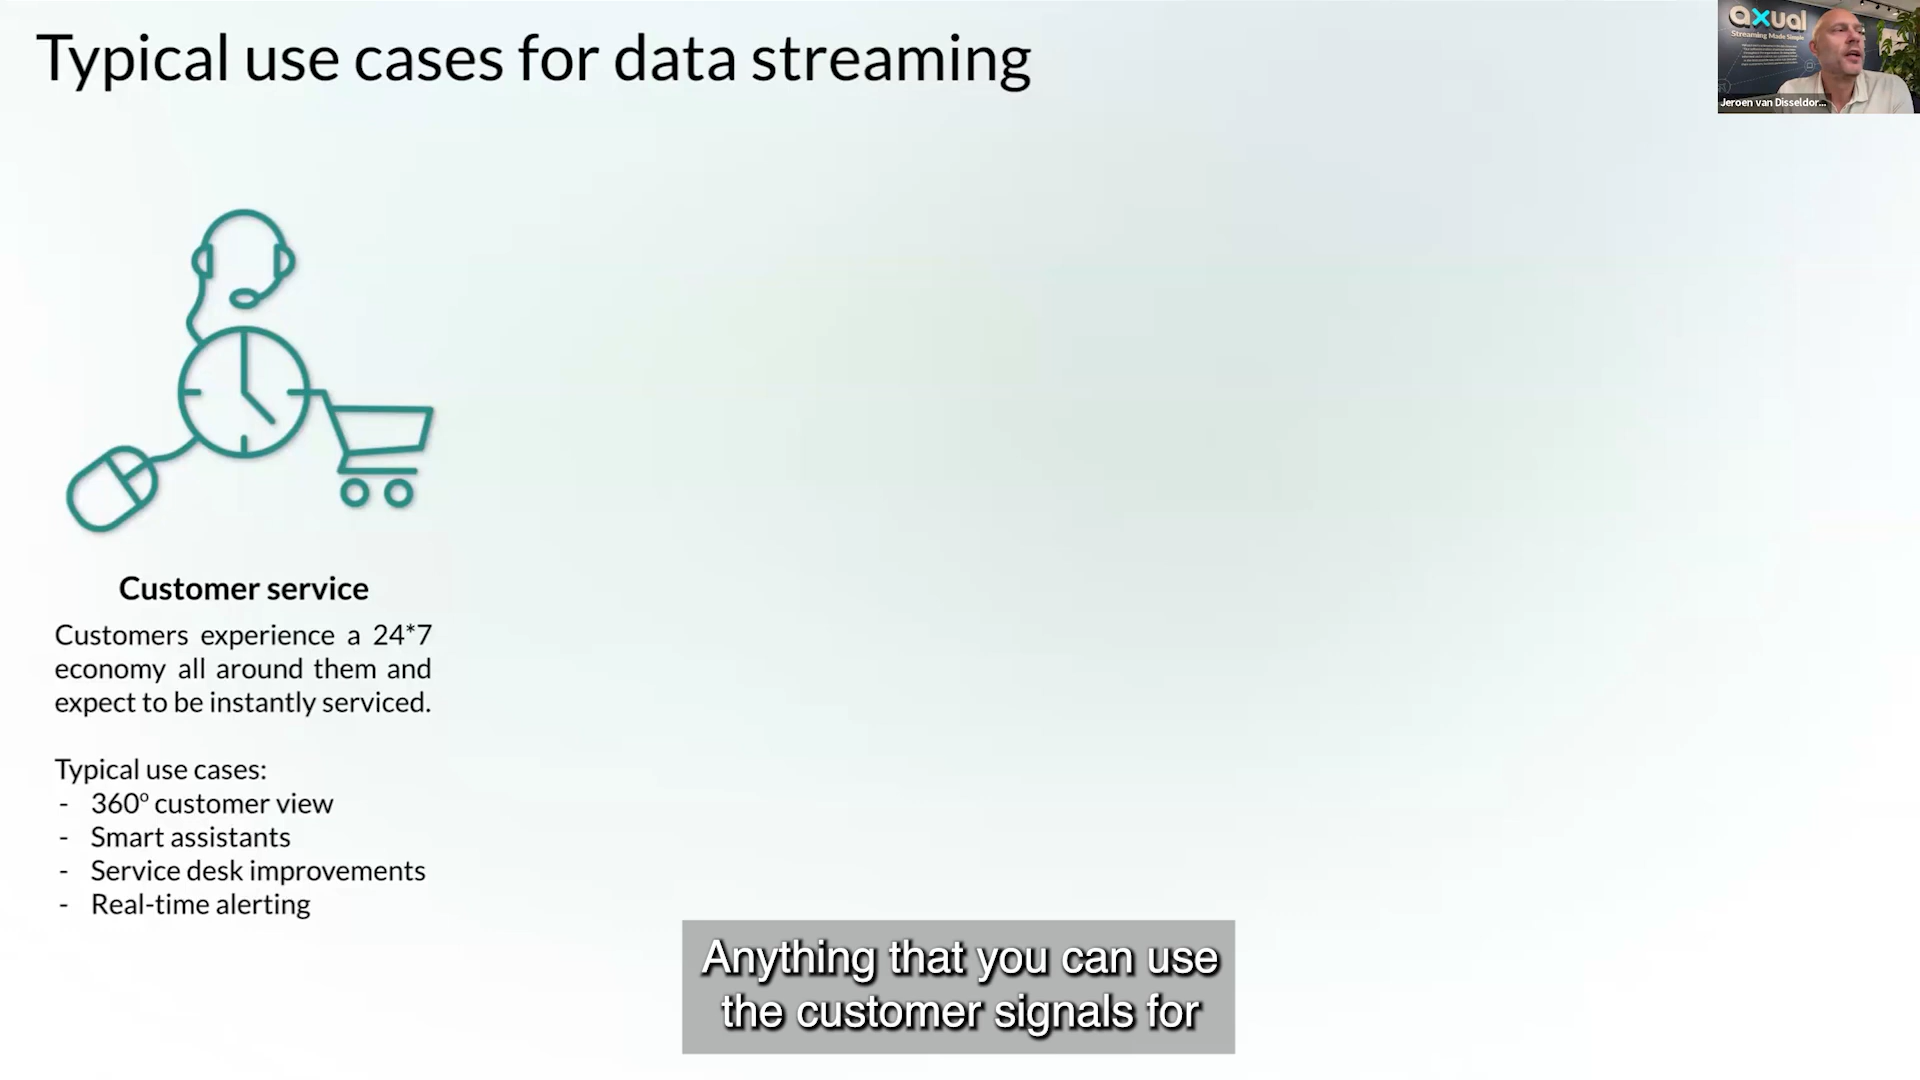 Typical use cases for data streaming
axual
Streaming Made Simple
Jeroen van Disseldor...
Customer service
Customers experience a 24*7
economy all around them and
expect to be instantly serviced.
Typical use cases:
- 360º customer view
- Smart assistants
- Service desk improvements
- Real-time alerting
Anything that you can use
the customer signals for